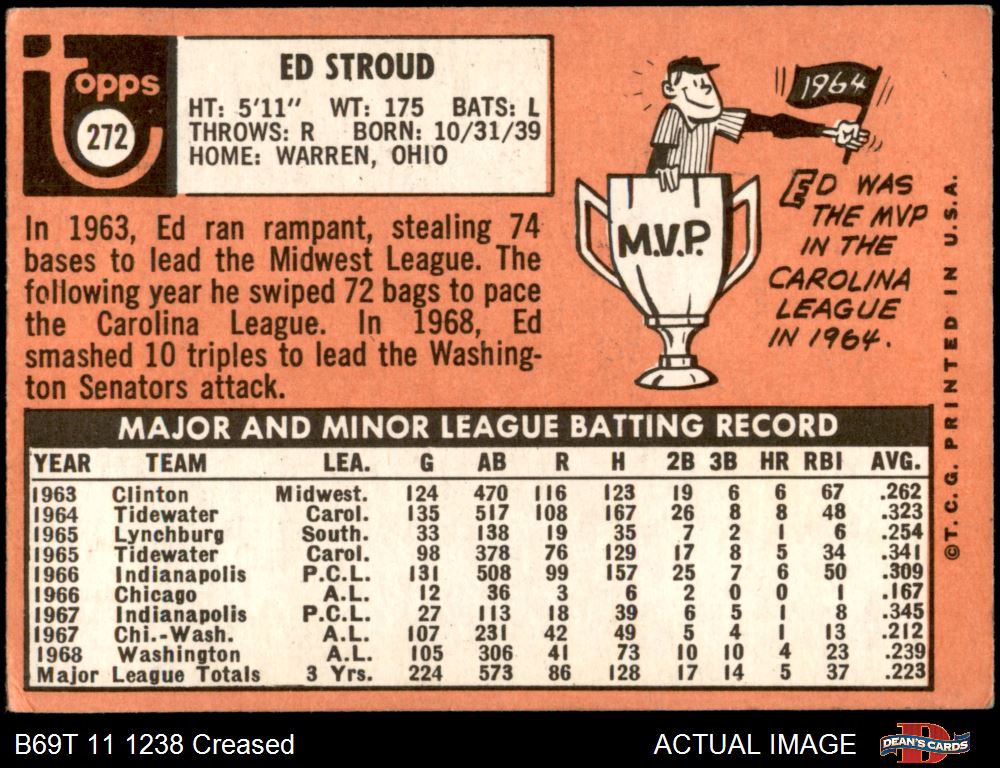 Topps
272
ED STROUD
HT: 5'11" WT: 175 BATS: L
THROWS: R BORN: 10/31/39
HOME: WARREN, OHIO
In 1963, Ed ran rampant, stealing 74
bases to lead the Midwest League. The
following year he swiped 72 bags to pace
the Carolina League. In 1968, Ed
smashed 10 triples to lead the Washing-
ton Senators attack.
1964
M.V.P.
ED WAS
THE MVP
IN THE
CAROLINA
LEAGUE
IN 1964.
©T.C.G. PRINTED IN U.S.A.
MAJOR AND MINOR LEAGUE BATTING RECORD
YEAR TEAM LEA. G AB R H 2B 3B HR RBI AVG.
1963 Clinton Midwest. 124 470 116 123 19 6 6 67 .262
1964 Tidewater Carol. 135 517 108 167 26 8 8 48 .323
1965 Lynchburg South. 33 138 19 35 7 2 1 6 .254
1965 Tidewater Carol. 98 378 76 129 17 8 5 34 .341
1966 Indianapolis P.C.L. 131 508 99 157 25 7 6 50 .309
1966 Chicago A.L. 12 36 3 6 2 0 0 1 .167
1967 Indianapolis P.C.L. 27 113 18 39 6 5 1 8 .345
1967 Chi.-Wash. A.L. 107 231 42 49 5 4 1 13 .212
1968 Washington A.L. 105 306 41 73 10 10 4 23 .239
Major League Totals 3 Yrs. 224 573 86 128 17 14 5 37 .223
B69T 11 1238 Creased
ACTUAL IMAGE
DEAN'S CARDS